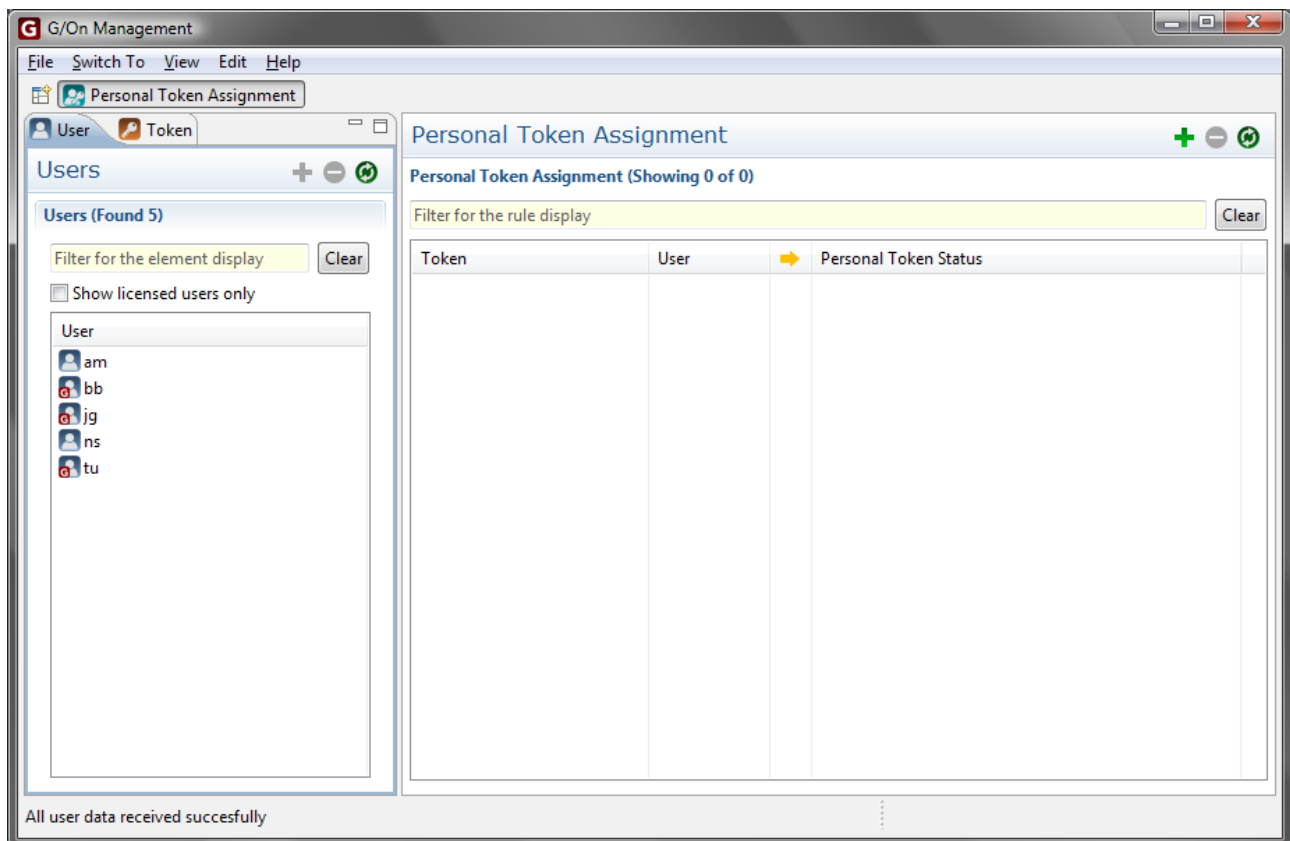 G G/On Management
File Switch To View Edit Help
Personal Token Assignment
User Token
Users
Users (Found 5)
Filter for the element display Clear
Show licensed users only
User
am
G bb
G jg
ns
G tu
Personal Token Assignment
Personal Token Assignment (Showing 0 of 0)
Filter for the rule display Clear
Token User Personal Token Status
All user data received succesfully